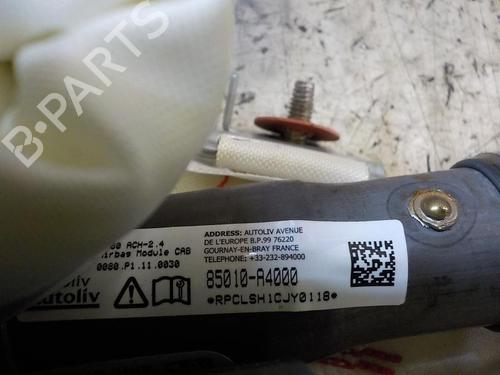 B-PARTS
ACH-2.4
Airbag Module CAB
0080.P1.11.0030
Autoliv
ADDRESS: AUTOLIV AVENUE
DE L'EUROPE B.P.99 76220
GOURNAY-EN-BRAY FRANCE
TELEPHONE: +33-232-894000
85010-A4000
*RPCLSH1CJY0118*